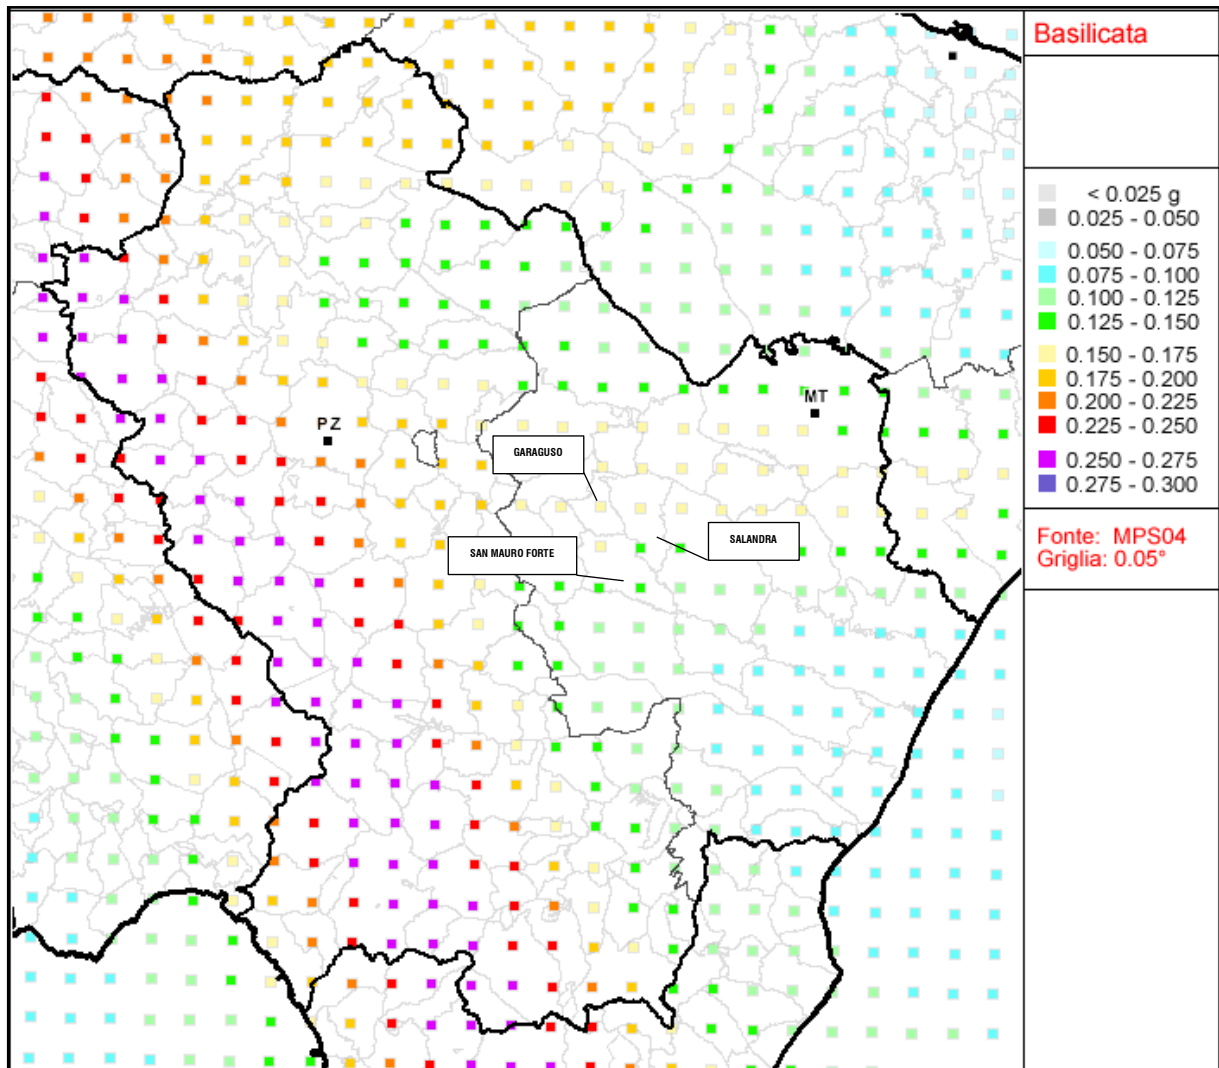 Basilicata
< 0.025 g
0.025 - 0.050
0.050 - 0.075
0.075 - 0.100
0.100 - 0.125
0.125 - 0.150
0.150 - 0.175
0.175 - 0.200
0.200 - 0.225
0.225 - 0.250
0.250 - 0.275
0.275 - 0.300
Fonte: MPS04
Griglia: 0.05°
MT
PZ
GARAGUSO
SALANDRA
SAN MAURO FORTE